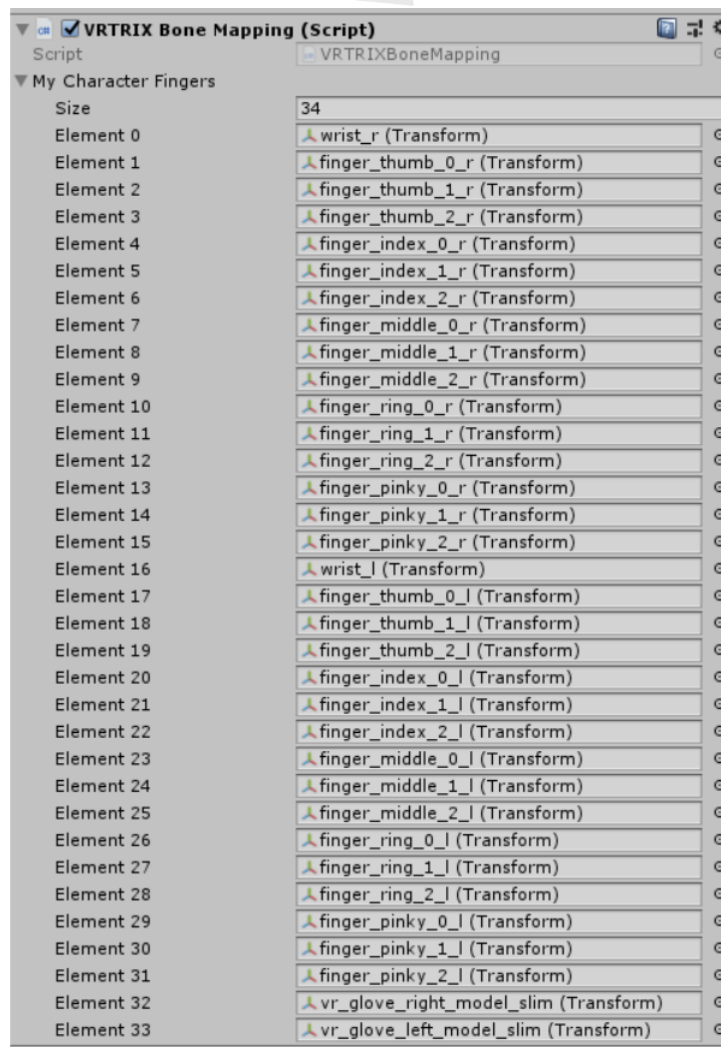 VRTRIX Bone Mapping (Script)
Script VRTRIXBoneMapping
My Character Fingers
Size 34
Element 0 wrist_r (Transform)
Element 1 finger_thumb_0_r (Transform)
Element 2 finger_thumb_1_r (Transform)
Element 3 finger_thumb_2_r (Transform)
Element 4 finger_index_0_r (Transform)
Element 5 finger_index_1_r (Transform)
Element 6 finger_index_2_r (Transform)
Element 7 finger_middle_0_r (Transform)
Element 8 finger_middle_1_r (Transform)
Element 9 finger_middle_2_r (Transform)
Element 10 finger_ring_0_r (Transform)
Element 11 finger_ring_1_r (Transform)
Element 12 finger_ring_2_r (Transform)
Element 13 finger_pinky_0_r (Transform)
Element 14 finger_pinky_1_r (Transform)
Element 15 finger_pinky_2_r (Transform)
Element 16 wrist_l (Transform)
Element 17 finger_thumb_0_l (Transform)
Element 18 finger_thumb_1_l (Transform)
Element 19 finger_thumb_2_l (Transform)
Element 20 finger_index_0_l (Transform)
Element 21 finger_index_1_l (Transform)
Element 22 finger_index_2_l (Transform)
Element 23 finger_middle_0_l (Transform)
Element 24 finger_middle_1_l (Transform)
Element 25 finger_middle_2_l (Transform)
Element 26 finger_ring_0_l (Transform)
Element 27 finger_ring_1_l (Transform)
Element 28 finger_ring_2_l (Transform)
Element 29 finger_pinky_0_l (Transform)
Element 30 finger_pinky_1_l (Transform)
Element 31 finger_pinky_2_l (Transform)
Element 32 vr_glove_right_model_slim (Transform)
Element 33 vr_glove_left_model_slim (Transform)